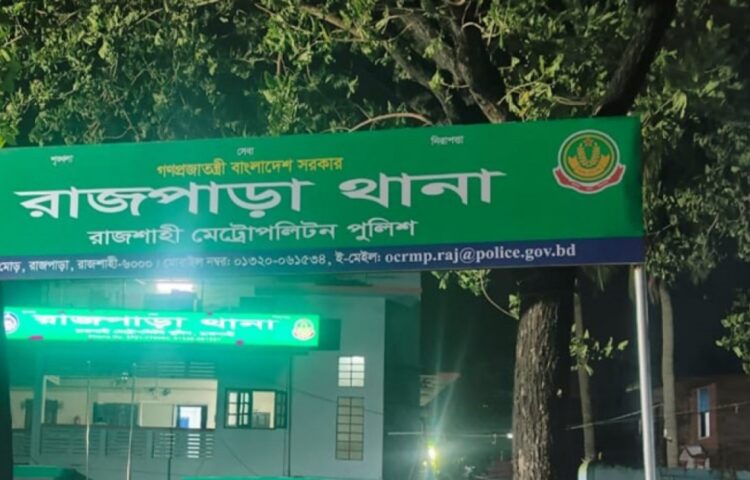 শৃঙ্খলা সেবা নিরাপত্তা
গণপ্রজাতন্ত্রী বাংলাদেশ সরকার
রাজপাড়া থানা
রাজশাহী মেট্রোপলিটন পুলিশ
মোড়, রাজপাড়া, রাজশাহী-৬০০০। মোবাইল নম্বর: ০১৩২০-০৬১৫৩৪, ই-মেইল: ocrmp.raj@police.gov.bd
রাজপাড়া থানা